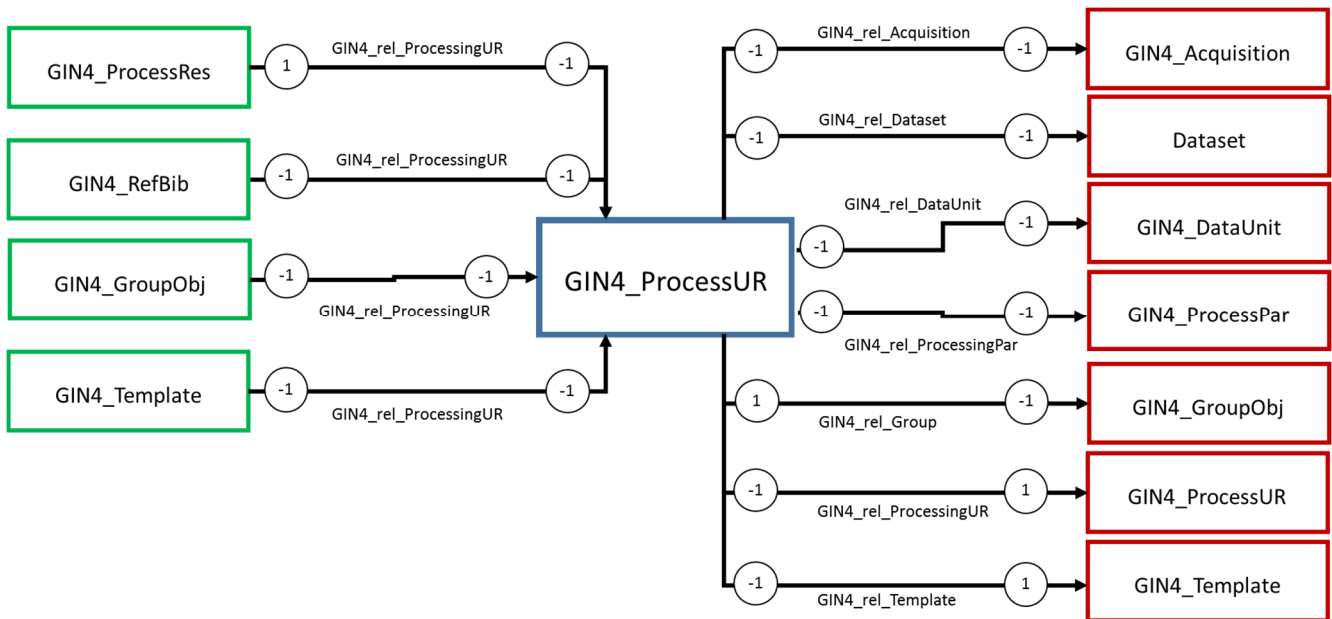 GIN4_ProcessRes
1
GIN4_rel_ProcessingUR
-1
GIN4_RefBib
-1
GIN4_rel_ProcessingUR
-1
GIN4_GroupObj
-1
-1
GIN4_rel_ProcessingUR
GIN4_Template
-1
-1
GIN4_rel_ProcessingUR
GIN4_ProcessUR
-1
GIN4_rel_Acquisition
-1
GIN4_Acquisition
-1
GIN4_rel_Dataset
-1
Dataset
-1
GIN4_rel_DataUnit
-1
GIN4_DataUnit
-1
-1
GIN4_rel_ProcessingPar
GIN4_ProcessPar
1
-1
GIN4_rel_Group
GIN4_GroupObj
-1
1
GIN4_rel_ProcessingUR
GIN4_ProcessUR
-1
1
GIN4_rel_Template
GIN4_Template